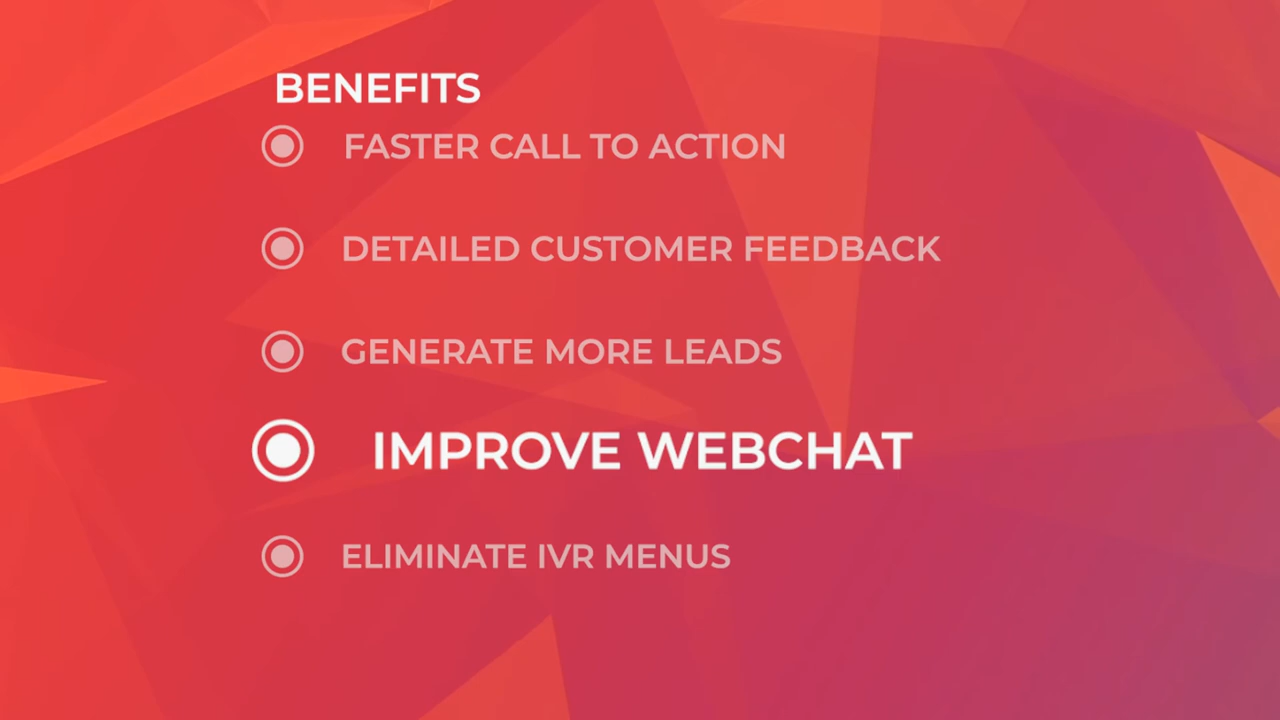 BENEFITS
FASTER CALL TO ACTION
DETAILED CUSTOMER FEEDBACK
GENERATE MORE LEADS
IMPROVE WEBCHAT
ELIMINATE IVR MENUS